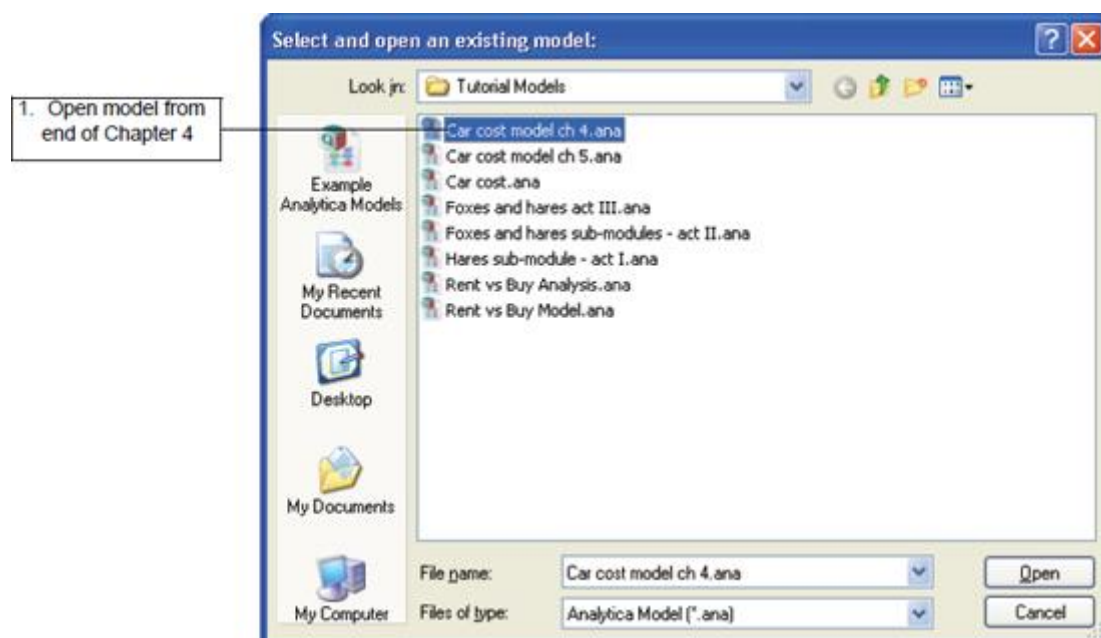 Select and open an existing model:
Look in:
Tutorial Models
1. Open model from
end of Chapter 4
Example
Analytica Models
My Recent
Documents
Desktop
My Documents
My Computer
Car cost model ch 4.ana
Car cost model ch 5.ana
Car cost.ana
Foxes and hares act III.ana
Foxes and hares sub-modules - act II.ana
Hares sub-module - act I.ana
Rent vs Buy Analysis.ana
Rent vs Buy Model.ana
File name:
Car cost model ch 4.ana
Open
Files of type:
Analytica Model (*.ana)
Cancel